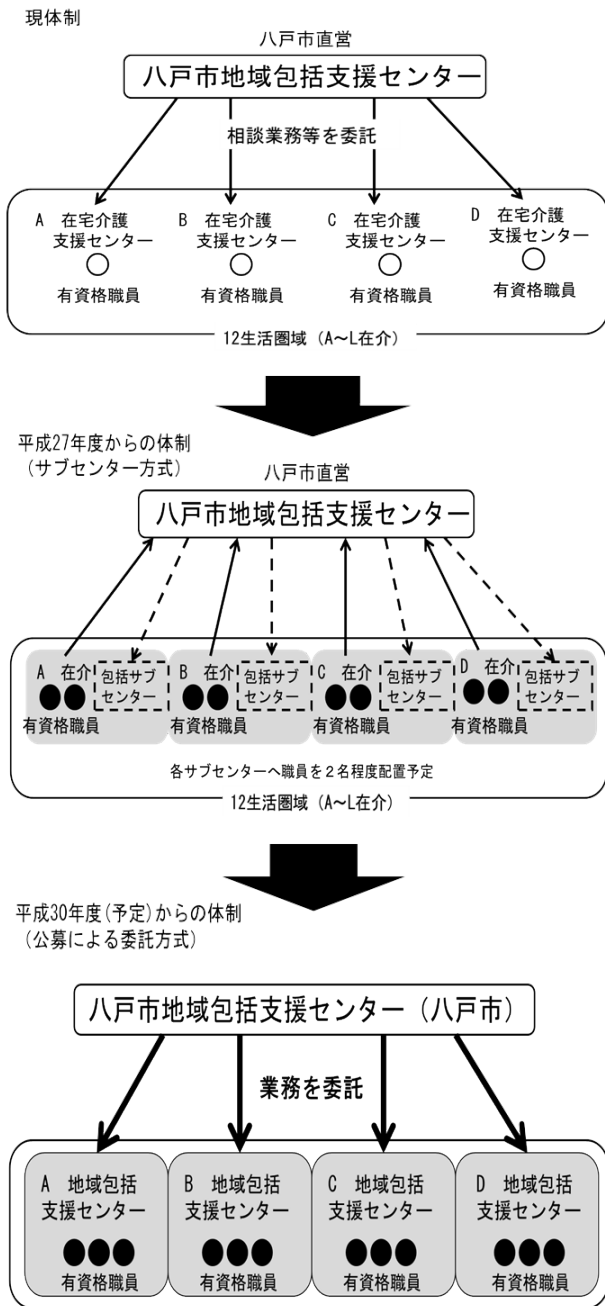 現体制
八戸市直営
八戸市地域包括支援センター
相談業務等を委託
A 在宅介護
支援センター
有資格職員
B 在宅介護
支援センター
有資格職員
C 在宅介護
支援センター
有資格職員
D 在宅介護
支援センター
有資格職員
12生活圏域（A～L在介）
平成27年度からの体制
（サブセンター方式）
八戸市直営
八戸市地域包括支援センター
A 在介
有資格職員
包括サブ
センター
B 在介
有資格職員
包括サブ
センター
C 在介
有資格職員
包括サブ
センター
D 在介
有資格職員
包括サブ
センター
各サブセンターへ職員を２名程度配置予定
12生活圏域（A～L在介）
平成30年度(予定)からの体制
（公募による委託方式）
八戸市地域包括支援センター（八戸市）
業務を委託
A 地域包括
支援センター
有資格職員
B 地域包括
支援センター
有資格職員
C 地域包括
支援センター
有資格職員
D 地域包括
支援センター
有資格職員